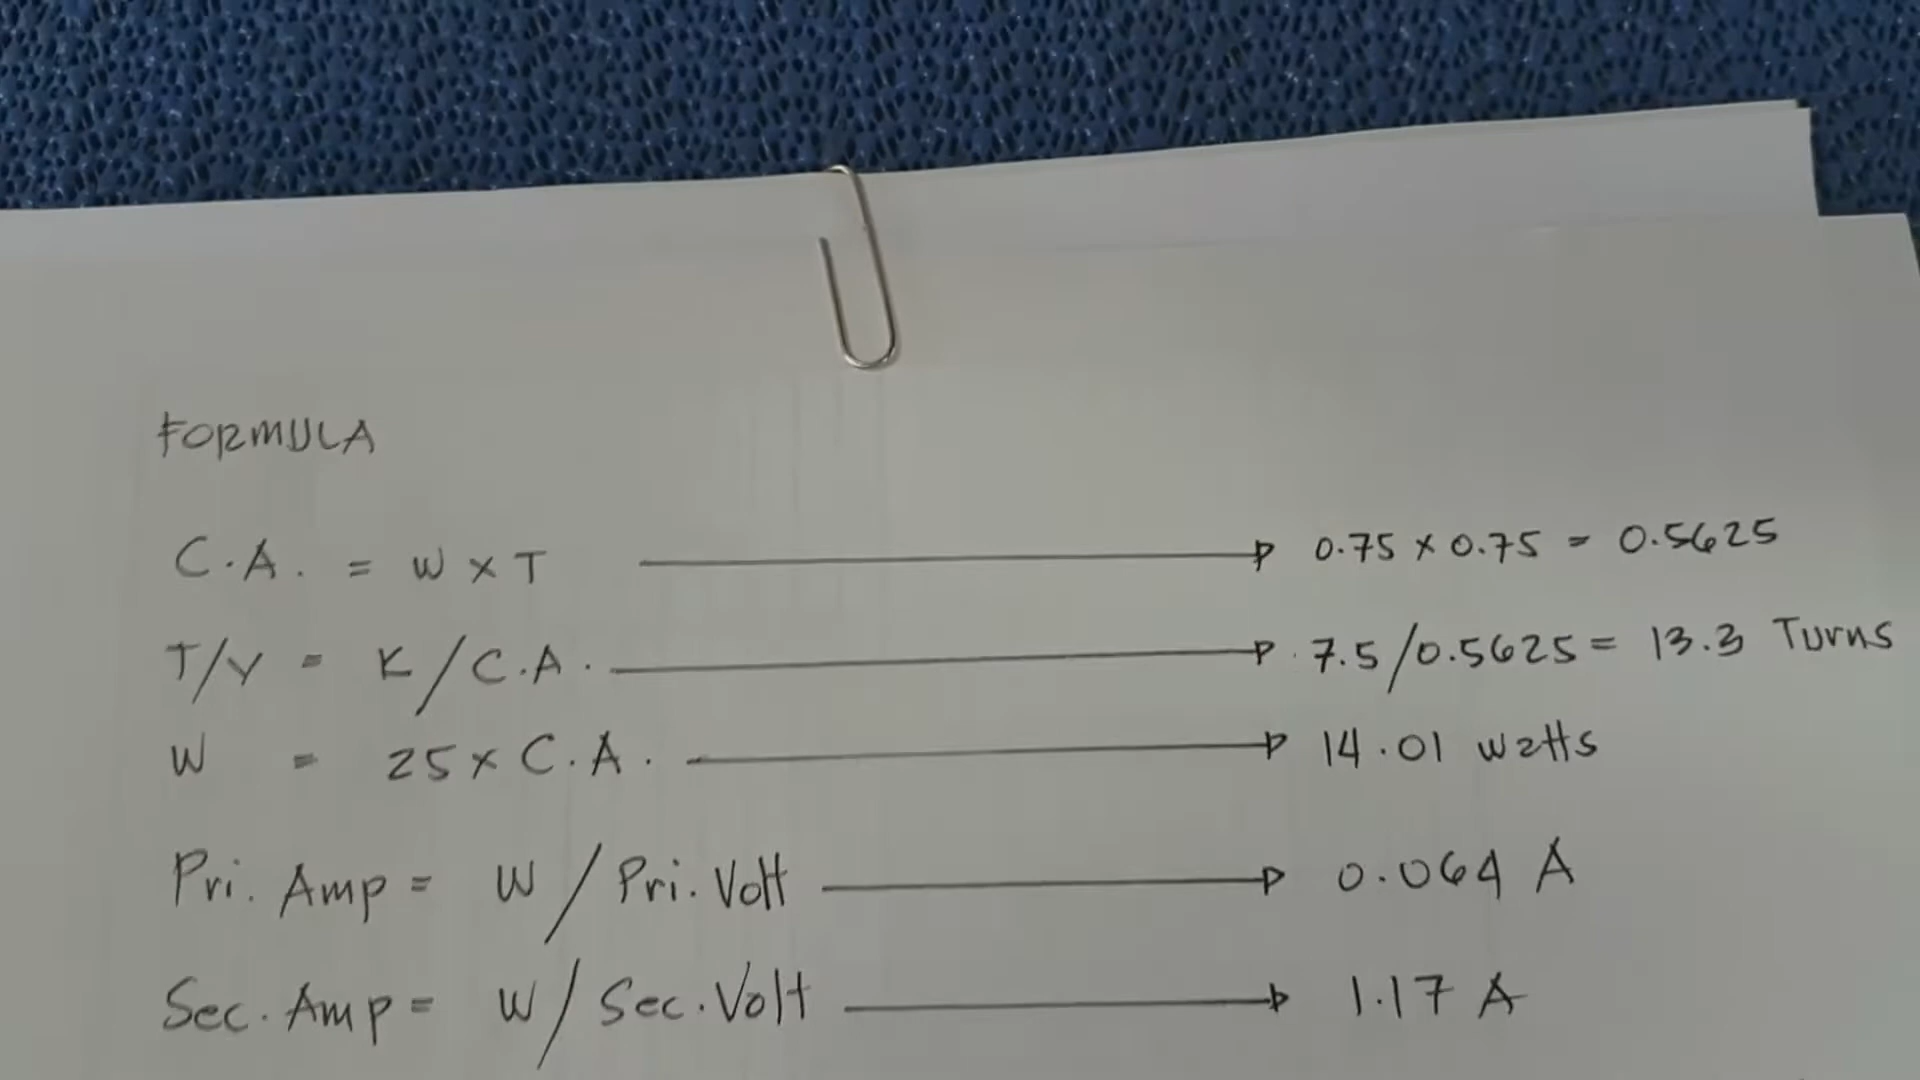 FORMULA
C.A. = W x T → 0.75 x 0.75 = 0.5625
T/V = K/C.A. → 7.5/0.5625 = 13.3 Turns
W = 25 x C.A. → 14.01 watts
Pri. Amp = W / Pri. Volt → 0.064 A
Sec. Amp = W / Sec. Volt → 1.17 A